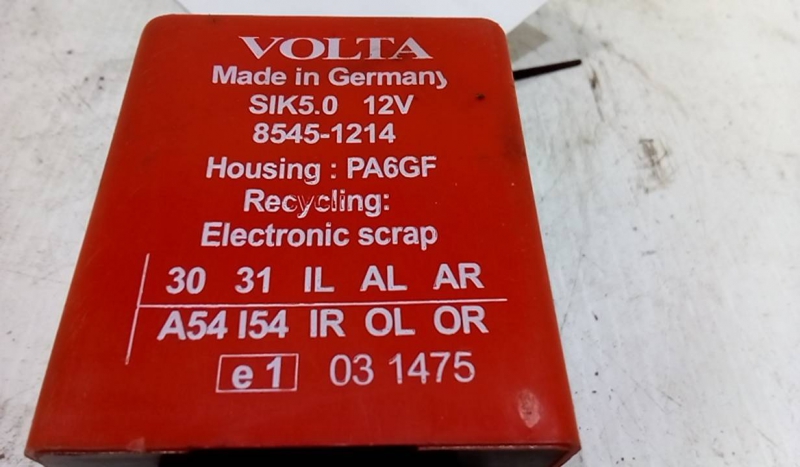 VOLTA
Made in Germany
SIK5.0 12V
8545-1214
Housing : PA6GF
Recycling:
Electronic scrap
30 31 IL AL AR
A54 I54 IR OL OR
e 1 03 1475